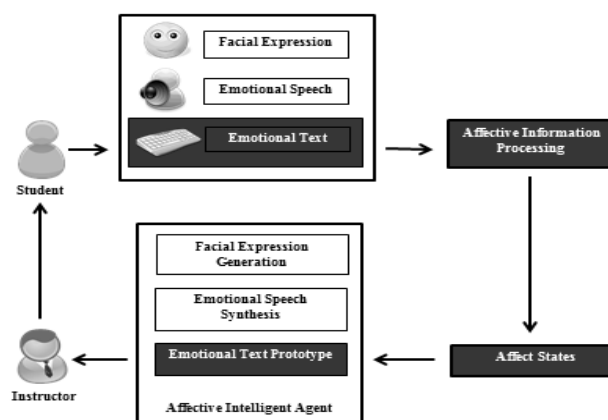 Facial Expression
Emotional Speech
Emotional Text
Affective Information
Processing
Student
Facial Expression
Generation
Emotional Speech
Synthesis
Emotional Text Prototype
Affect States
Instructor
Affective Intelligent Agent